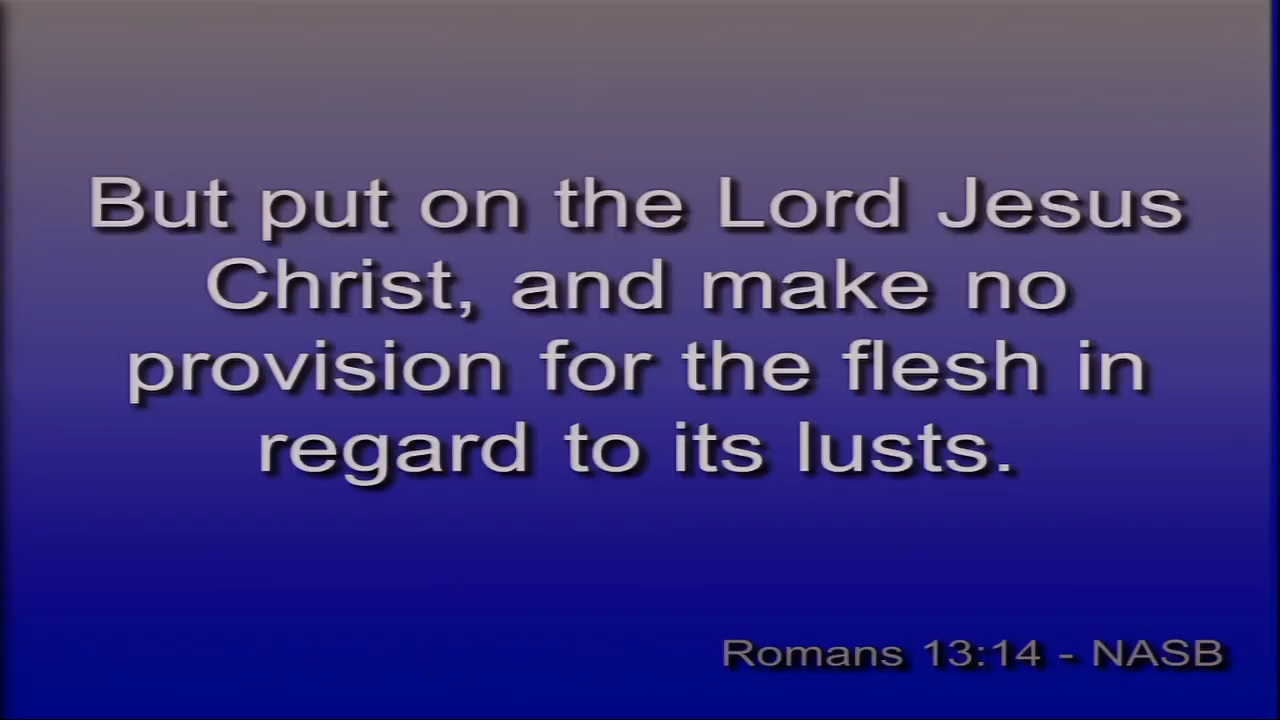 But put on the Lord Jesus
Christ, and make no
provision for the flesh in
regard to its lusts.
Romans 13:14 - NASB